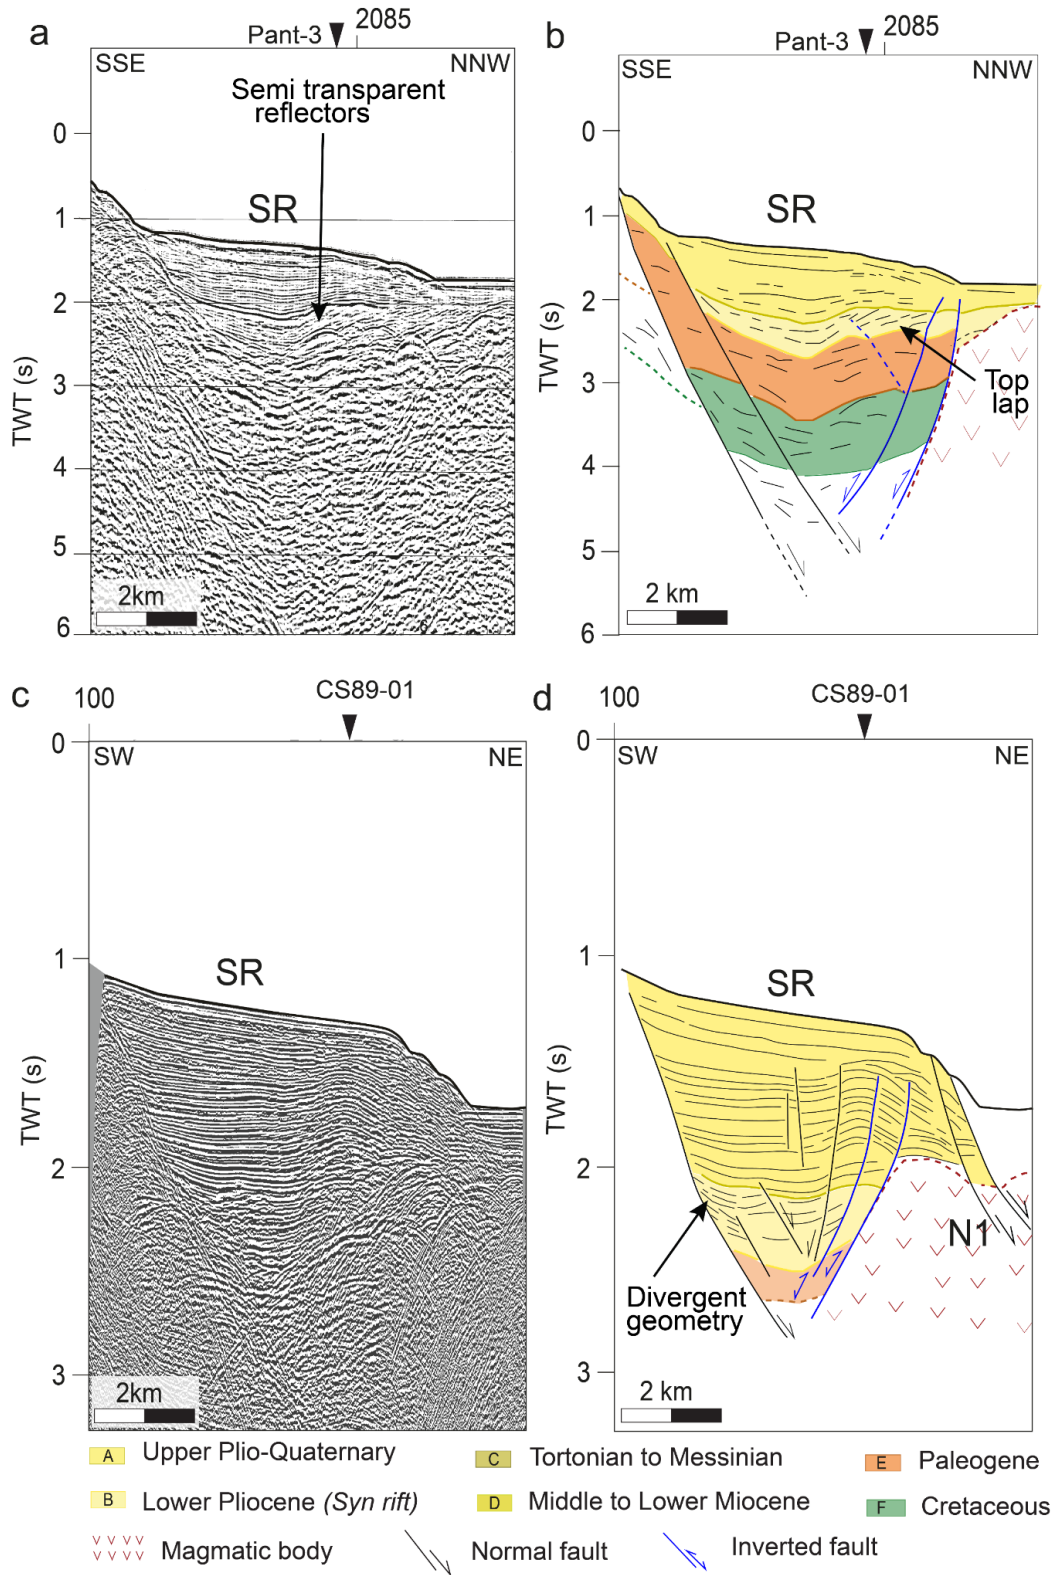 a
Pant-3 2085
SSE NNW
Semi transparent
reflectors
SR
0
1
2
3
4
5
6
TWT (s)
2km
b
Pant-3 2085
SSE NNW
SR
0
1
2
3
4
5
6
TWT (s)
Top
lap
2 km
c
100 CS89-01
SW NE
SR
0
1
2
3
TWT (s)
2km
d
100 CS89-01
SW NE
SR
0
1
2
3
TWT (s)
N1
Divergent
geometry
2 km
A Upper Plio-Quaternary
C Tortonian to Messinian
E Paleogene
B Lower Pliocene (Syn rift)
D Middle to Lower Miocene
F Cretaceous
Magmatic body
Normal fault
Inverted fault